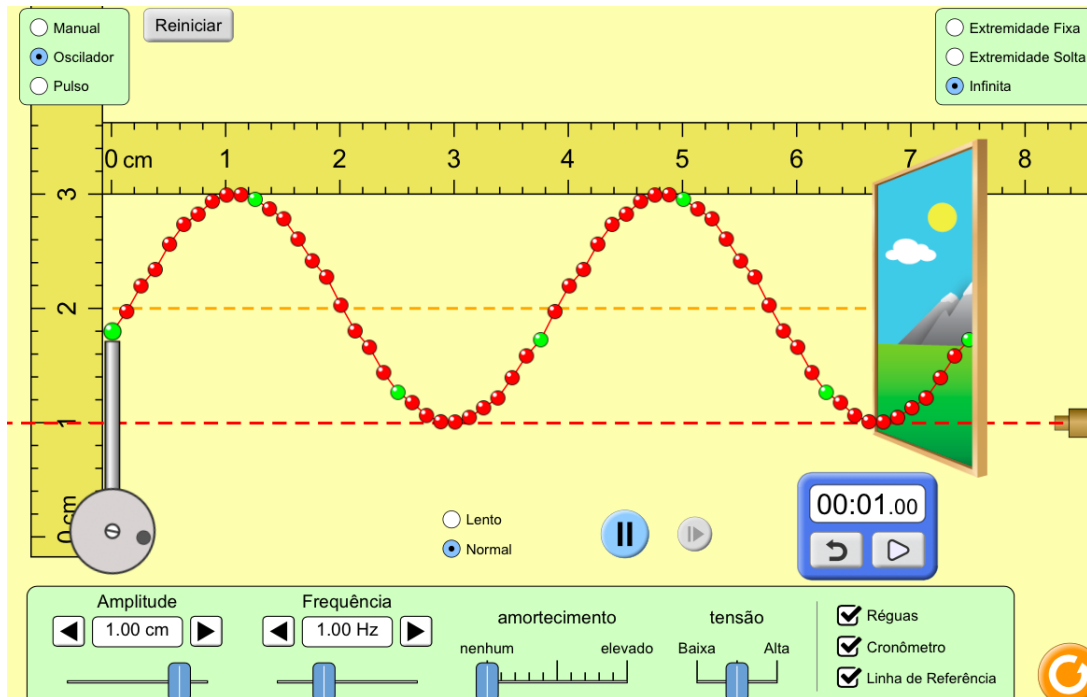 Manual
Oscilador
Pulso
Reiniciar
Extremidade Fixa
Extremidade Solta
Infinita
0 cm 1 2 3 4 5 6 7 8
3
2
1
0 cm
Lento
Normal
00:01.00
Amplitude
1.00 cm
Frequência
1.00 Hz
amortecimento
nenhum elevado
tensão
Baixa Alta
Réguas
Cronômetro
Linha de Referência